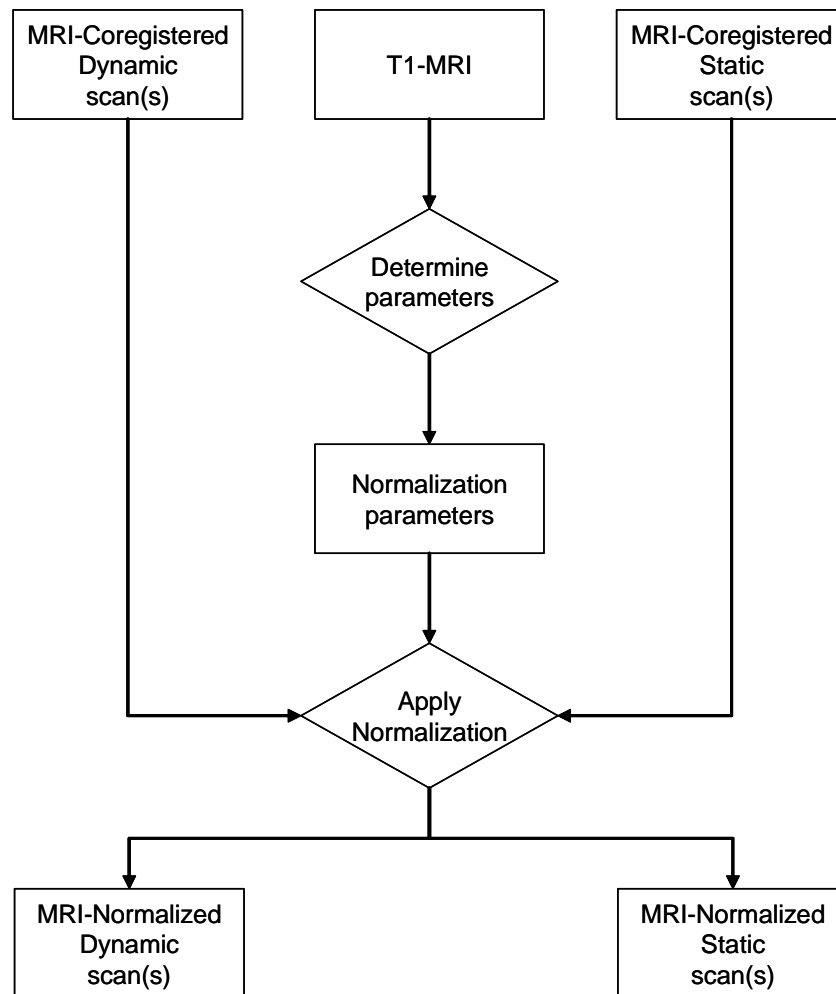 MRI-Coregistered
Dynamic
scan(s)
T1-MRI
MRI-Coregistered
Static
scan(s)
Determine
parameters
Normalization
parameters
Apply
Normalization
MRI-Normalized
Dynamic
scan(s)
MRI-Normalized
Static
scan(s)